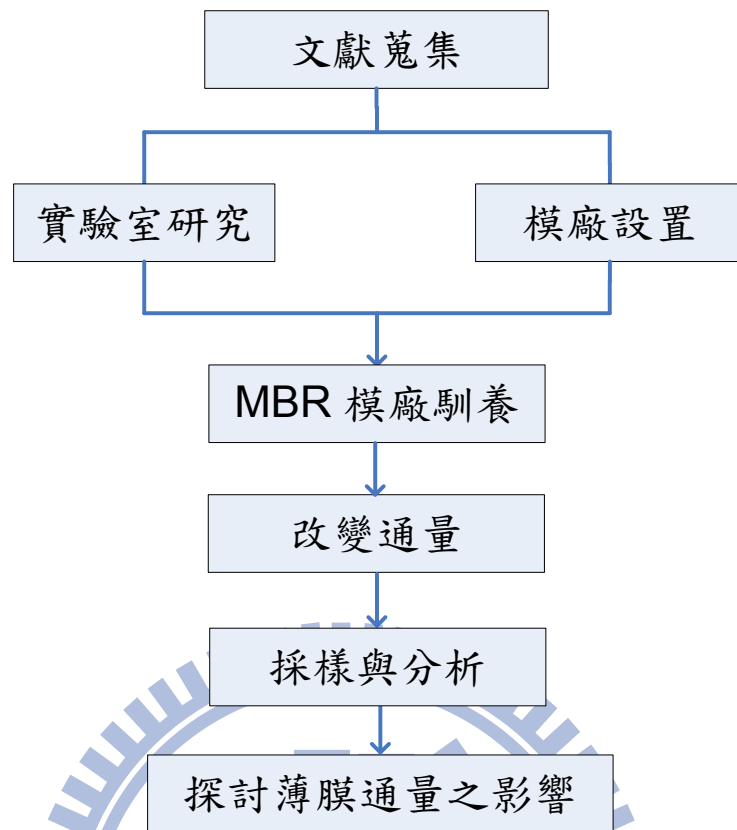 文獻蒐集
實驗室研究
模廠設置
MBR 模廠馴養
改變通量
採樣與分析
探討薄膜通量之影響